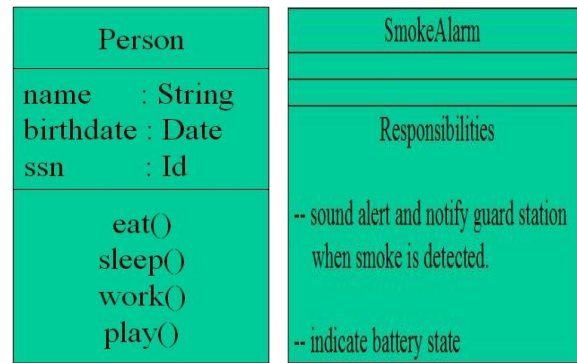 Person
name : String
birthdate : Date
ssn : Id
eat()
sleep()
work()
play()
SmokeAlarm
Responsibilities
-- sound alert and notify guard station
when smoke is detected.
-- indicate battery state